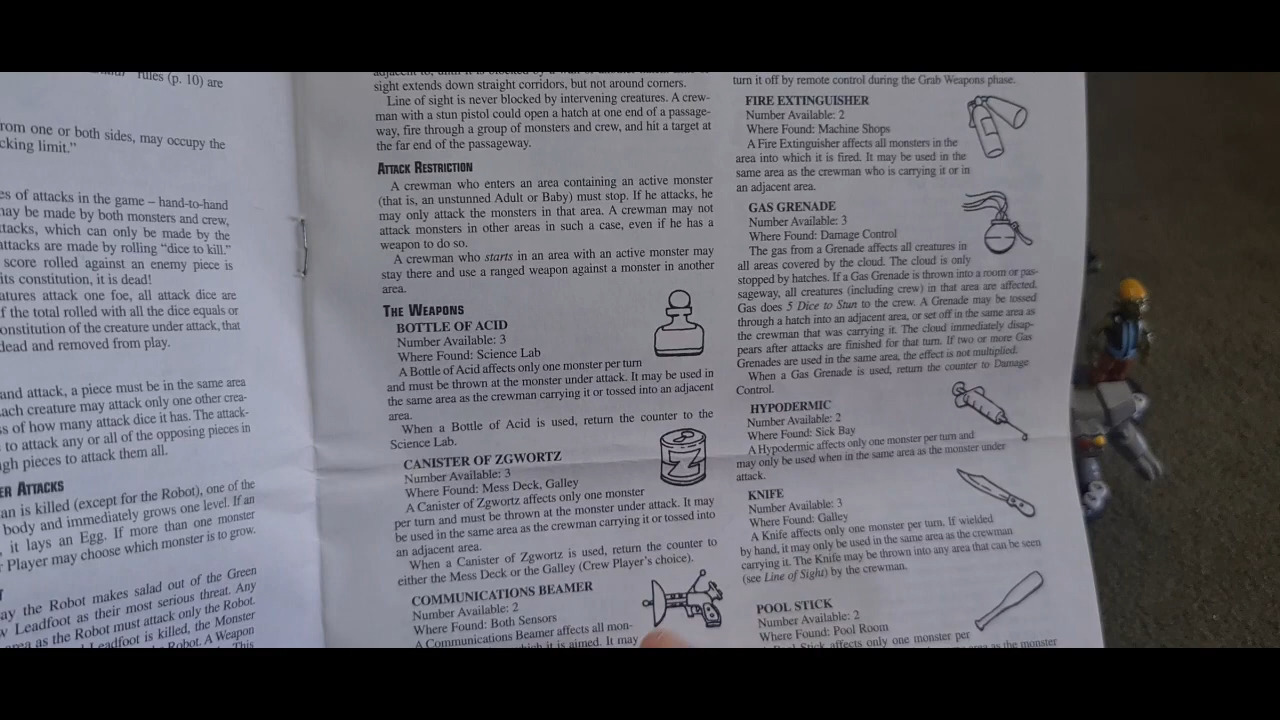 rules (p. 10) are
rom one or both sides, may occupy the
cking limit."
es of attacks in the game – hand-to-hand
may be made by both monsters and crew,
ttacks, which can only be made by the
attacks are made by rolling "dice to kill."
score rolled against an enemy piece is
its constitution, it is dead!
atures attack one foe, all attack dice are
f the total rolled with all the dice equals or
onstitution of the creature under attack, that
dead and removed from play.
and attack, a piece must be in the same area
ach creature may attack only one other crea-
s of how many attack dice it has. The attack-
to attack any or all of the opposing pieces in
gh pieces to attack them all.
ER ATTACKS
an is killed (except for the Robot), one of the
body and immediately grows one level. If an
, it lays an Egg. If more than one monster
Player may choose which monster is to grow.
ay the Robot makes salad out of the Green
w Leadfoot as their most serious threat. Any
area as the Robot must attack only the Robot.
Leadfoot is killed, the Monster
Robot. A Weapon
This
sight extends down straight corridors, but not around corners.
Line of sight is never blocked by intervening creatures. A crew-
man with a stun pistol could open a hatch at one end of a passage-
way, fire through a group of monsters and crew, and hit a target at
the far end of the passageway.
ATTACK RESTRICTION
A crewman who enters an area containing an active monster
(that is, an unstunned Adult or Baby) must stop. If he attacks, he
may only attack the monsters in that area. A crewman may not
attack monsters in other areas in such a case, even if he has a
weapon to do so.
A crewman who starts in an area with an active monster may
stay there and use a ranged weapon against a monster in another
area.
THE WEAPONS
BOTTLE OF ACID
Number Available: 3
Where Found: Science Lab
A Bottle of Acid affects only one monster per turn
and must be thrown at the monster under attack. It may be used in
the same area as the crewman carrying it or tossed into an adjacent
area.
When a Bottle of Acid is used, return the counter to the
Science Lab.
CANISTER OF ZGWORTZ
Number Available: 3
Where Found: Mess Deck, Galley
A Canister of Zgwortz affects only one monster
per turn and must be thrown at the monster under attack. It may
be used in the same area as the crewman carrying it or tossed into
an adjacent area.
When a Canister of Zgwortz is used, return the counter to
either the Mess Deck or the Galley (Crew Player's choice).
Z
COMMUNICATIONS BEAMER
Number Available: 2
Where Found: Both Sensors
A Communications Beamer affects all mon-
which it is aimed. It may
turn it off by remote control during the Grab Weapons phase.
FIRE EXTINGUISHER
Number Available: 2
Where Found: Machine Shops
A Fire Extinguisher affects all monsters in the
area into which it is fired. It may be used in the
same area as the crewman who is carrying it or in
an adjacent area.
GAS GRENADE
Number Available: 3
Where Found: Damage Control
The gas from a Grenade affects all creatures in
all areas covered by the cloud. The cloud is only
stopped by hatches. If a Gas Grenade is thrown into a room or pas-
sageway, all creatures (including crew) in that area are affected.
Gas does 5 Dice to Stun to the crew. A Grenade may be tossed
through a hatch into an adjacent area, or set off in the same area as
the crewman that was carrying it. The cloud immediately disap-
pears after attacks are finished for that turn. If two or more Gas
Grenades are used in the same area, the effect is not multiplied.
When a Gas Grenade is used, return the counter to Damage
Control.
HYPODERMIC
Number Available: 2
Where Found: Sick Bay
A Hypodermic affects only one monster per turn and
may only be used when in the same area as the monster under
attack.
KNIFE
Number Available: 3
Where Found: Galley
A Knife affects only one monster per turn. If wielded
by hand, it may only be used in the same area as the crewman
carrying it. The Knife may be thrown into any area that can be seen
(see Line of Sight) by the crewman.
POOL STICK
Number Available: 2
Where Found: Pool Room
Stick affects only one monster per
area as the monster